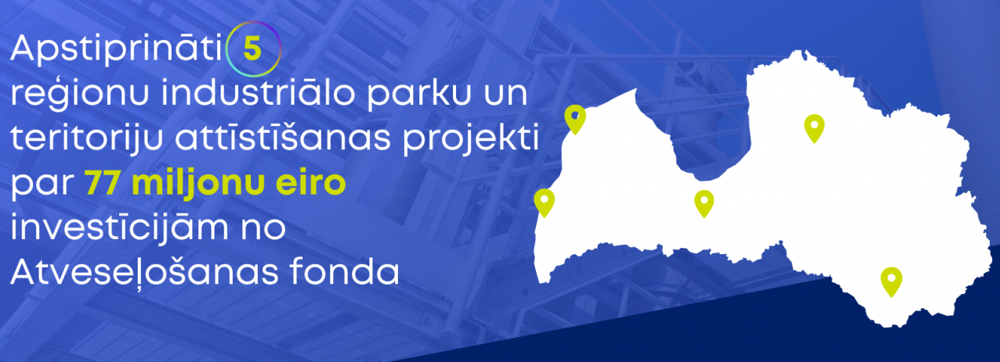 Apstiprināti 5
reģionu industriālo parku un
teritoriju attīstīšanas projekti
par 77 miljonu eiro
investīcijām no
Atveseļošanas fonda